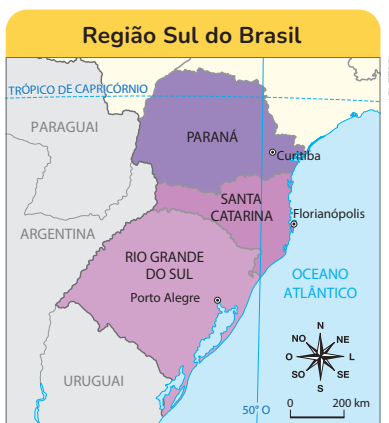 Região Sul do Brasil
TRÓPICO DE CAPRICÓRNIO
PARAGUAI
PARANÁ
Curitiba
SANTA
CATARINA
Florianópolis
ARGENTINA
RIO GRANDE
DO SUL
Porto Alegre
OCEANO
ATLÂNTICO
N
NO
NE
O
L
SO
SE
S
URUGUAI
50° O
0
200 km